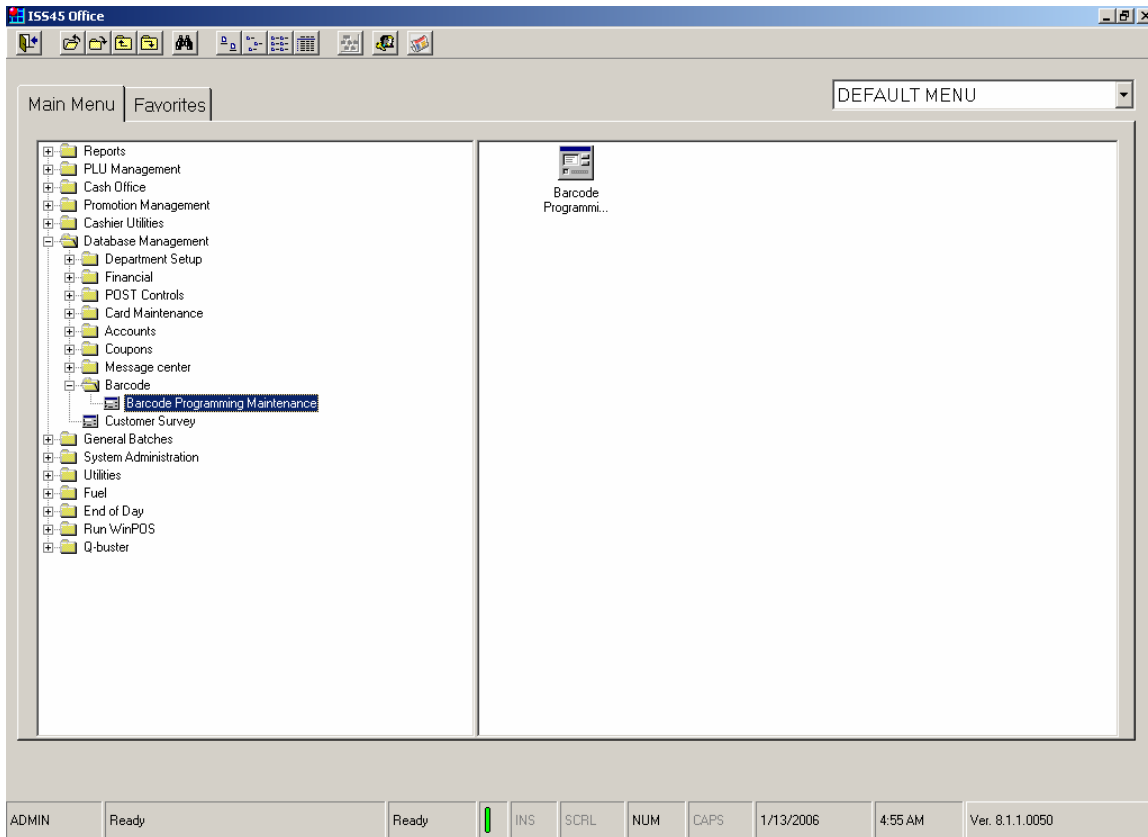 ISS45 Office
Main Menu
Favorites
DEFAULT MENU
Reports
PLU Management
Cash Office
Promotion Management
Cashier Utilities
Database Management
Department Setup
Financial
POST Controls
Card Maintenance
Accounts
Coupons
Message center
Barcode
Barcode Programming Maintenance
Customer Survey
General Batches
System Administration
Utilities
Fuel
End of Day
Run WinPOS
Q-buster
Barcode
Programmi...
ADMIN
Ready
Ready
INS
SCRL
NUM
CAPS
1/13/2006
4:55 AM
Ver. 8.1.1.0050